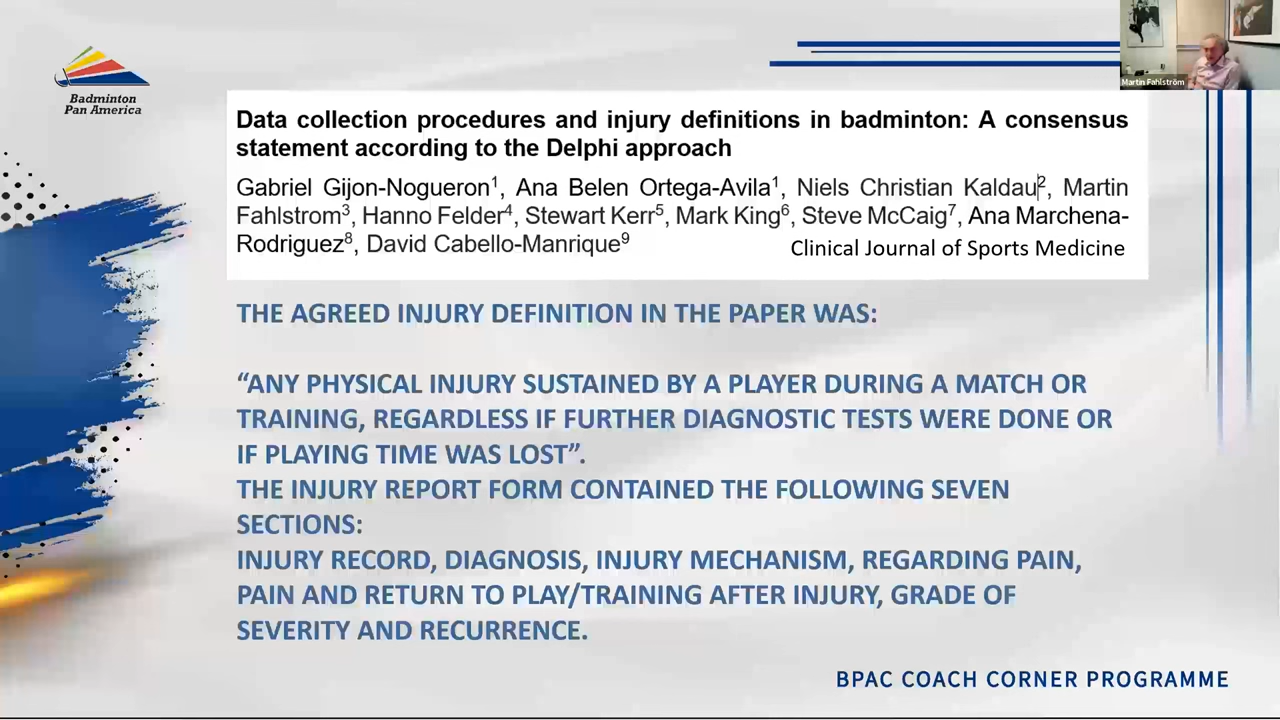 Martin Fahlström
Badminton
Pan America
Data collection procedures and injury definitions in badminton: A consensus
statement according to the Delphi approach
Gabriel Gijon-Nogueron1, Ana Belen Ortega-Avila1, Niels Christian Kaldau2, Martin
Fahlstrom3, Hanno Felder4, Stewart Kerr5, Mark King6, Steve McCaig7, Ana Marchena-
Rodriguez8, David Cabello-Manrique9
Clinical Journal of Sports Medicine
THE AGREED INJURY DEFINITION IN THE PAPER WAS:
“ANY PHYSICAL INJURY SUSTAINED BY A PLAYER DURING A MATCH OR
TRAINING, REGARDLESS IF FURTHER DIAGNOSTIC TESTS WERE DONE OR
IF PLAYING TIME WAS LOST”.
THE INJURY REPORT FORM CONTAINED THE FOLLOWING SEVEN
SECTIONS:
INJURY RECORD, DIAGNOSIS, INJURY MECHANISM, REGARDING PAIN,
PAIN AND RETURN TO PLAY/TRAINING AFTER INJURY, GRADE OF
SEVERITY AND RECURRENCE.
BPAC COACH CORNER PROGRAMME